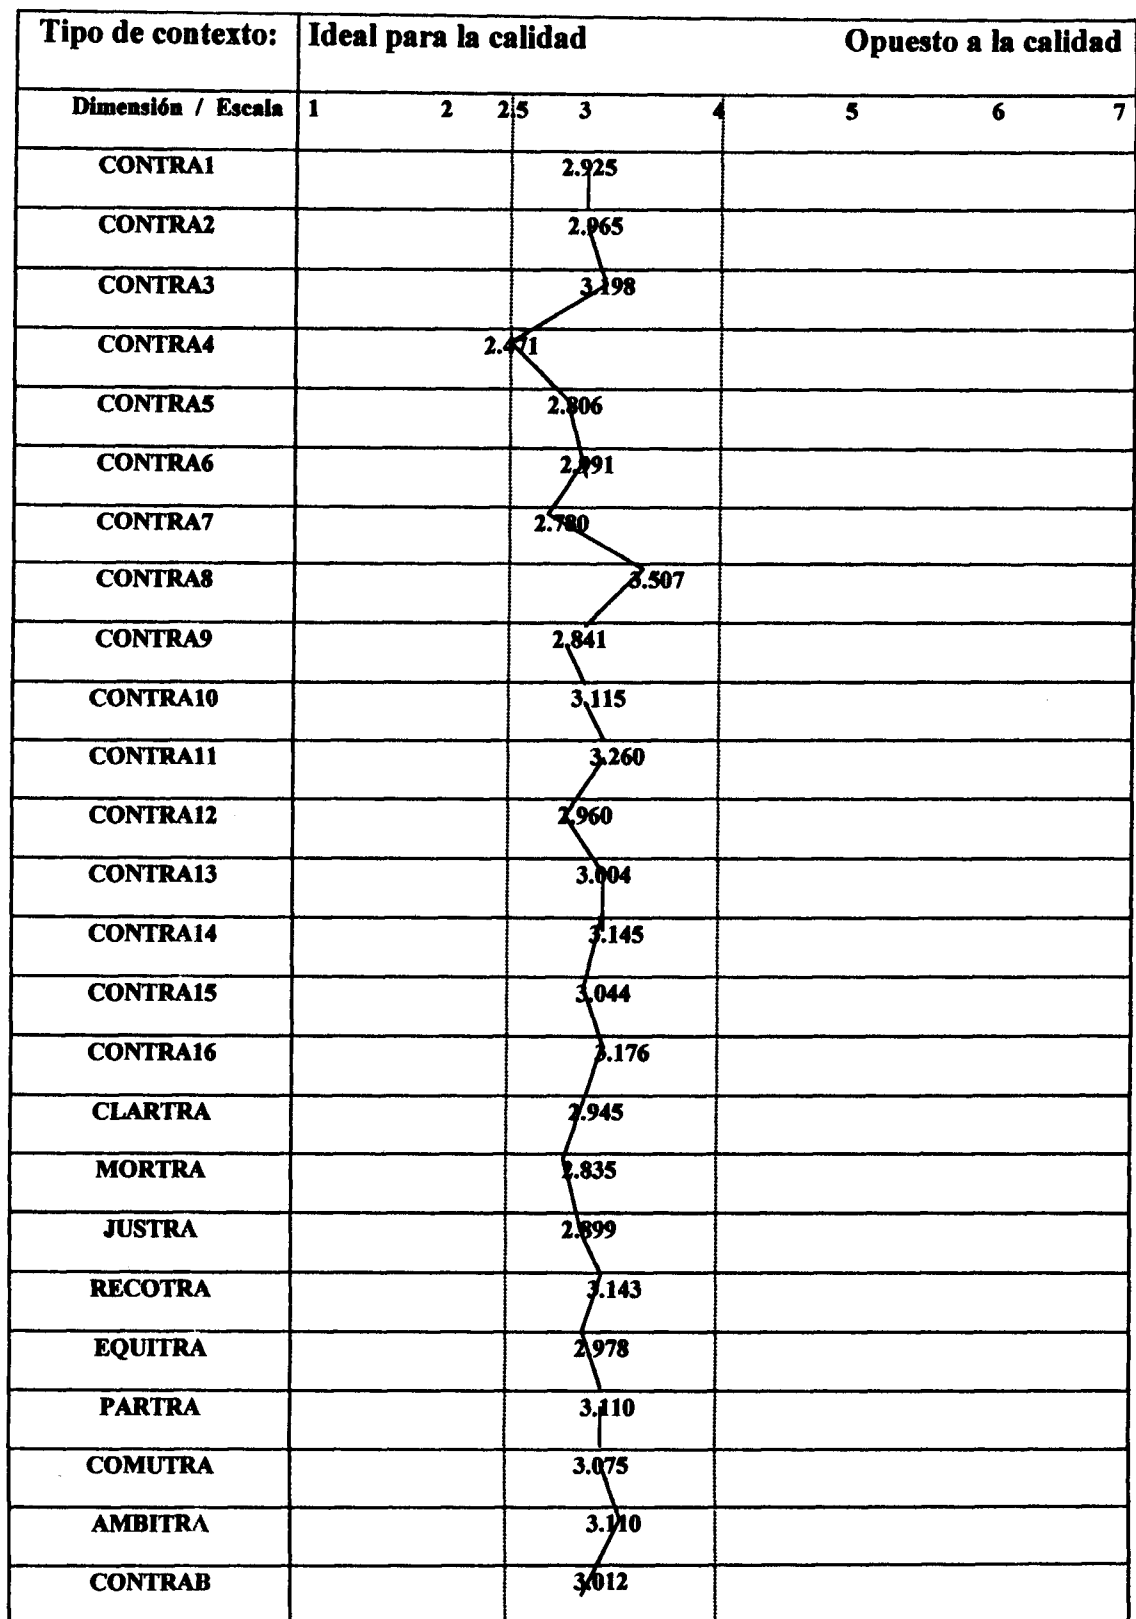 Tipo de contexto: Ideal para la calidad Opuesto a la calidad
Dimensión / Escala 1 2 2.5 3 4 5 6 7
CONTRA1 2.925
CONTRA2 2.965
CONTRA3 3.198
CONTRA4 2.471
CONTRA5 2.806
CONTRA6 2.991
CONTRA7 2.780
CONTRA8 3.507
CONTRA9 2.841
CONTRA10 3.115
CONTRA11 3.260
CONTRA12 2.960
CONTRA13 3.004
CONTRA14 3.145
CONTRA15 3.044
CONTRA16 3.176
CLARTRA 2.945
MORTRA 2.835
JUSTRA 2.899
RECOTRA 3.143
EQUITRA 2.978
PARTRA 3.110
COMUTRA 3.075
AMBITRA 3.110
CONTRAB 3.012